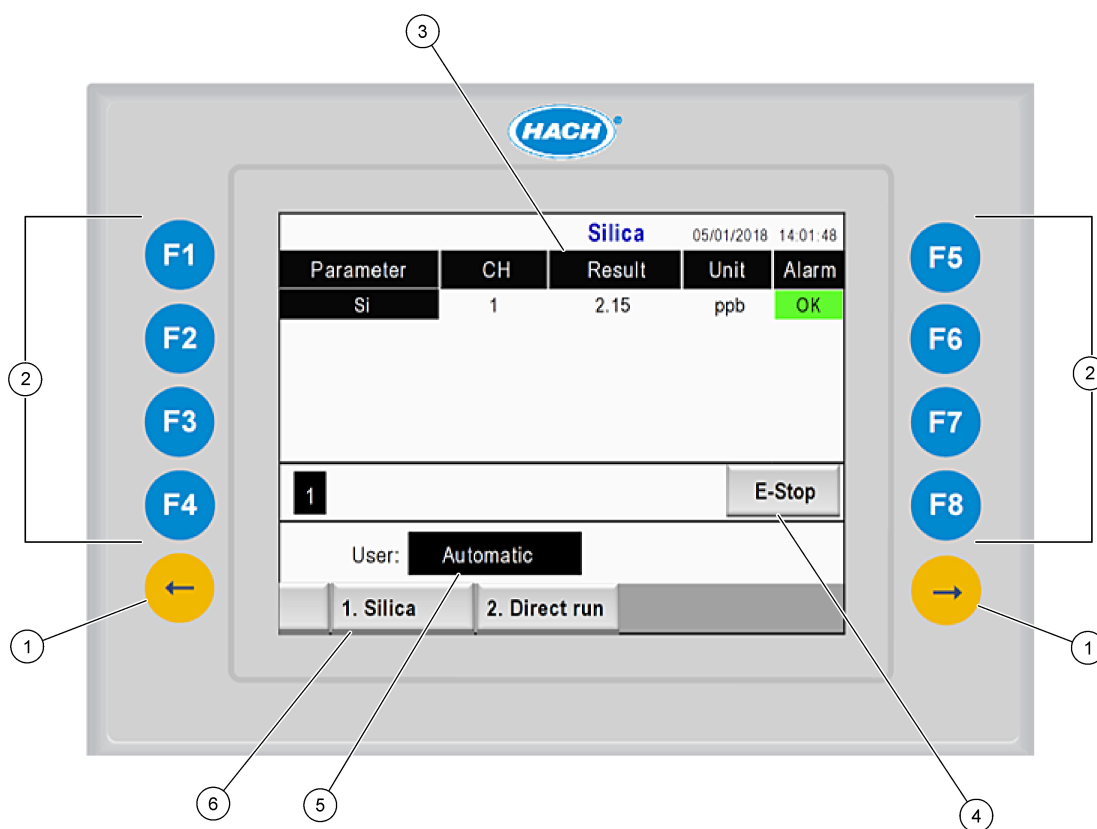 3
HACH
Silica 05/01/2018 14:01:48
Parameter CH Result Unit Alarm
Si 1 2.15 ppb OK
F1
F2
F3
F4
←
F5
F6
F7
F8
→
2
2
1 E-Stop
User: Automatic
1. Silica 2. Direct run
1
1
6
5
4